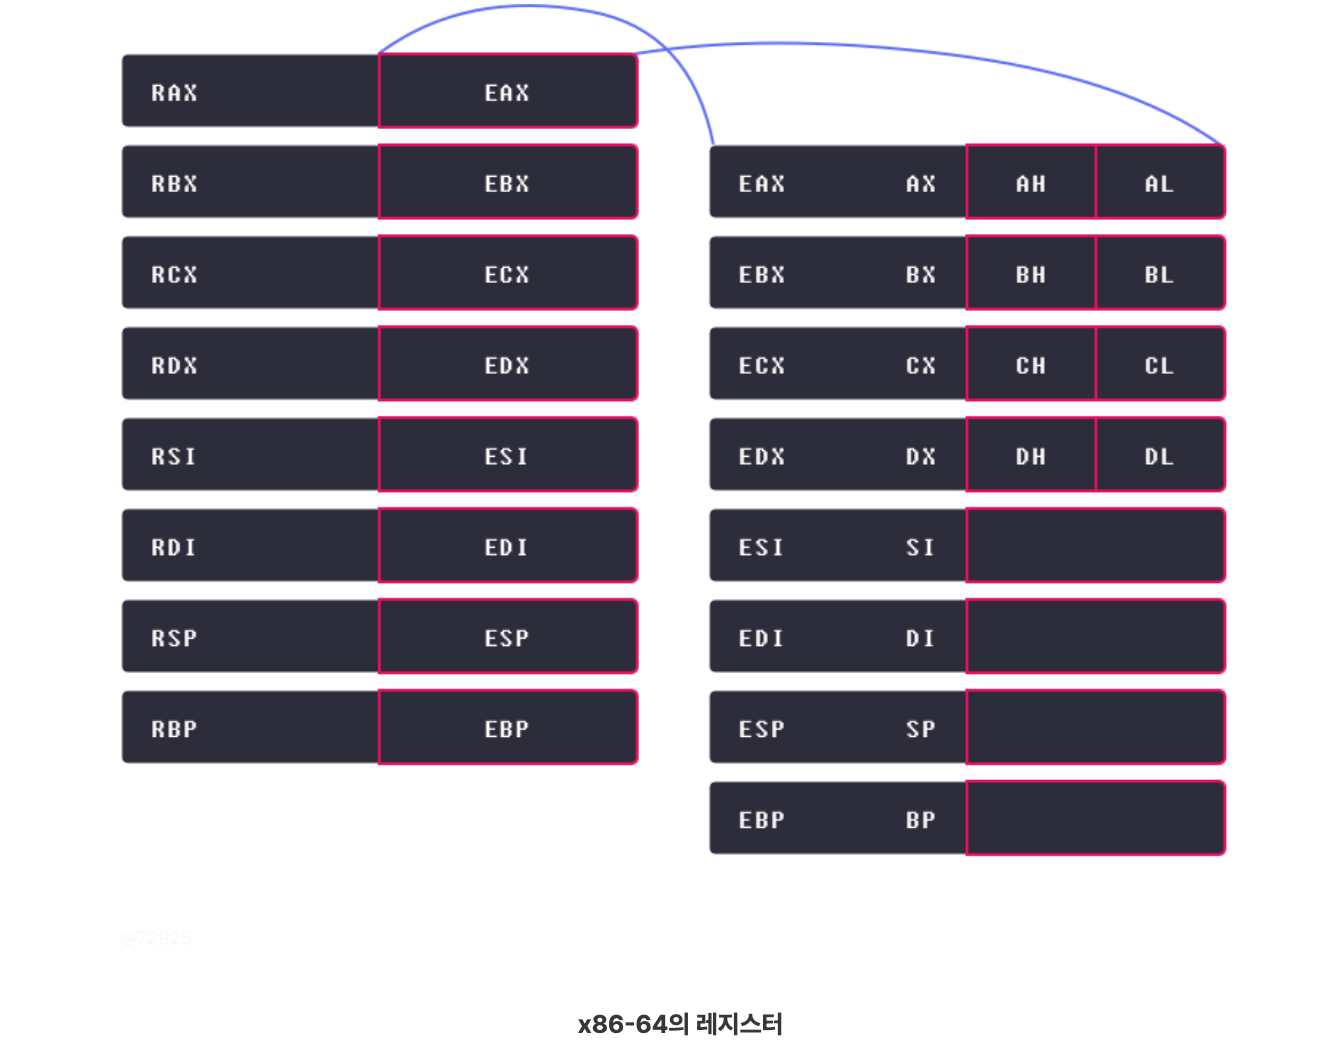 RAX EAX
RBX EBX
RCX ECX
RDX EDX
RSI ESI
RDI EDI
RSP ESP
RBP EBP
EAX AX AH AL
EBX BX BH BL
ECX CX CH CL
EDX DX DH DL
ESI SI
EDI DI
ESP SP
EBP BP
@72925
x86-64의 레지스터